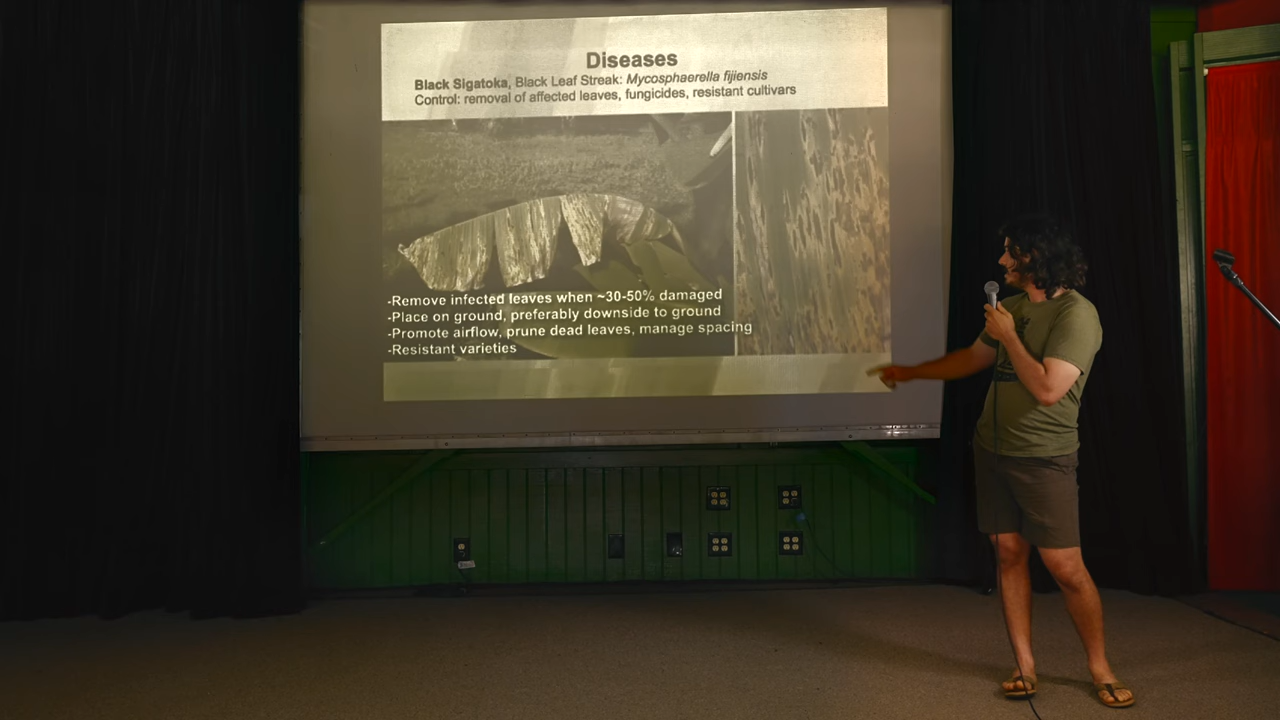 Diseases
Black Sigatoka, Black Leaf Streak: Mycosphaerella fijiensis
Control: removal of affected leaves, fungicides, resistant cultivars
-Remove infected leaves when ~30-50% damaged
-Place on ground, preferably downside to ground
-Promote airflow, prune dead leaves, manage spacing
-Resistant varieties